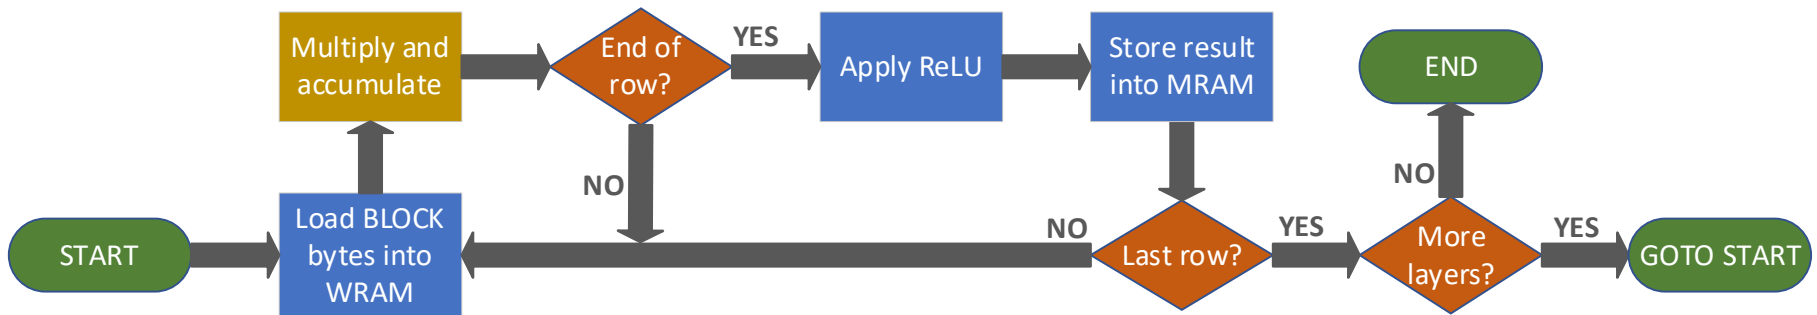 START
Load BLOCK
bytes into
WRAM
Multiply and
accumulate
End of
row?
YES
NO
Apply ReLU
Store result
into MRAM
Last row?
NO
YES
More
layers?
NO
END
YES
GOTO START